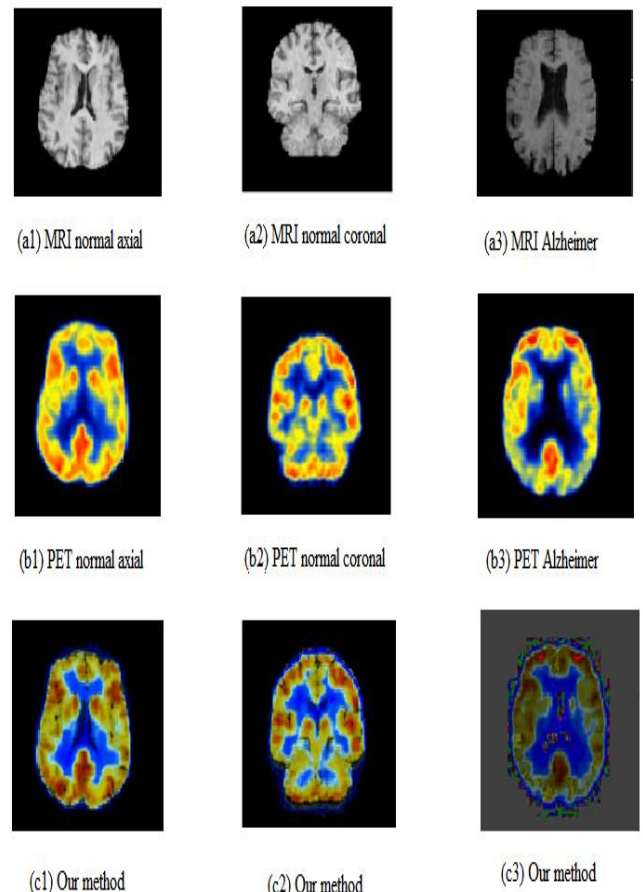 (a1) MRI normal axial
(a2) MRI normal coronal
(a3) MRI Alzheimer
(b1) PET normal axial
(b2) PET normal coronal
(b3) PET Alzheimer
(c1) Our method
(c2) Our method
(c3) Our method